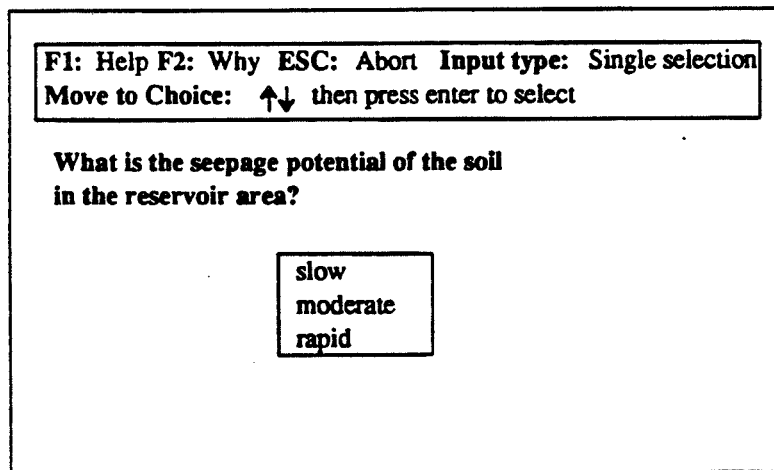 F1: Help F2: Why ESC: Abort Input type: Single selection
Move to Choice: ↑↓ then press enter to select
What is the seepage potential of the soil
in the reservoir area?
slow
moderate
rapid